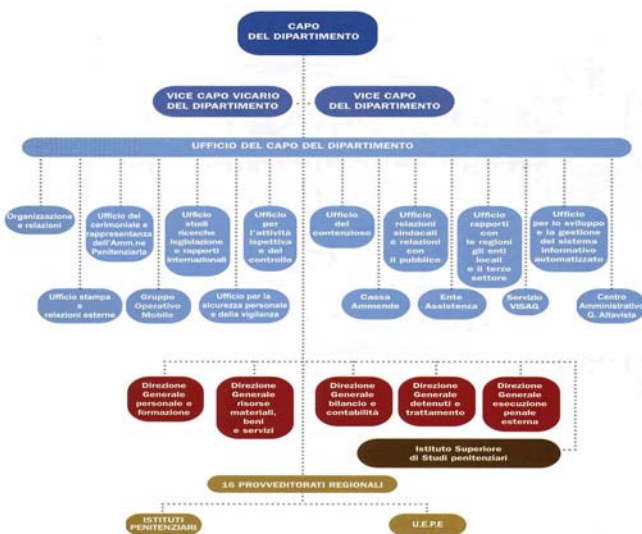 CAPO
DEL DIPARTIMENTO
VICE CAPO VICARIO
DEL DIPARTIMENTO
VICE CAPO
DEL DIPARTIMENTO
UFFICIO DEL CAPO DEL DIPARTIMENTO
Organizzazione
e relazioni
Ufficio del
cerimoniale e
rappresentanza
dell'Amm.ne
Penitenziaria
Ufficio
studi
ricerche
legislazione
e rapporti
internazionali
Ufficio
per
l'attività
ispettiva
e del
controllo
Ufficio
del
contenzioso
Ufficio
relazioni
sindacali
e relazioni
con
il pubblico
Ufficio
rapporti
con
le regioni
gli enti
locali
e il terzo
settore
Ufficio
per lo sviluppo
e la gestione
del sistema
informativo
automatizzato
Ufficio stampa
e
relazioni esterne
Gruppo
Operativo
Mobile
Ufficio per la
sicurezza personale
e della vigilanza
Cassa
Ammende
Ente
Assistenza
Servizio
VISAG
Centro
Amministrativo
G. Altavista
Direzione
Generale
personale e
formazione
Direzione
Generale
risorse
materiali,
beni
e servizi
Direzione
Generale
bilancio e
contabilità
Direzione
Generale
detenuti e
trattamento
Direzione
Generale
esecuzione
penale
esterna
Istituto Superiore
di Studi penitenziari
16 PROVVEDITORATI REGIONALI
ISTITUTI
PENITENZIARI
U.E.P.E